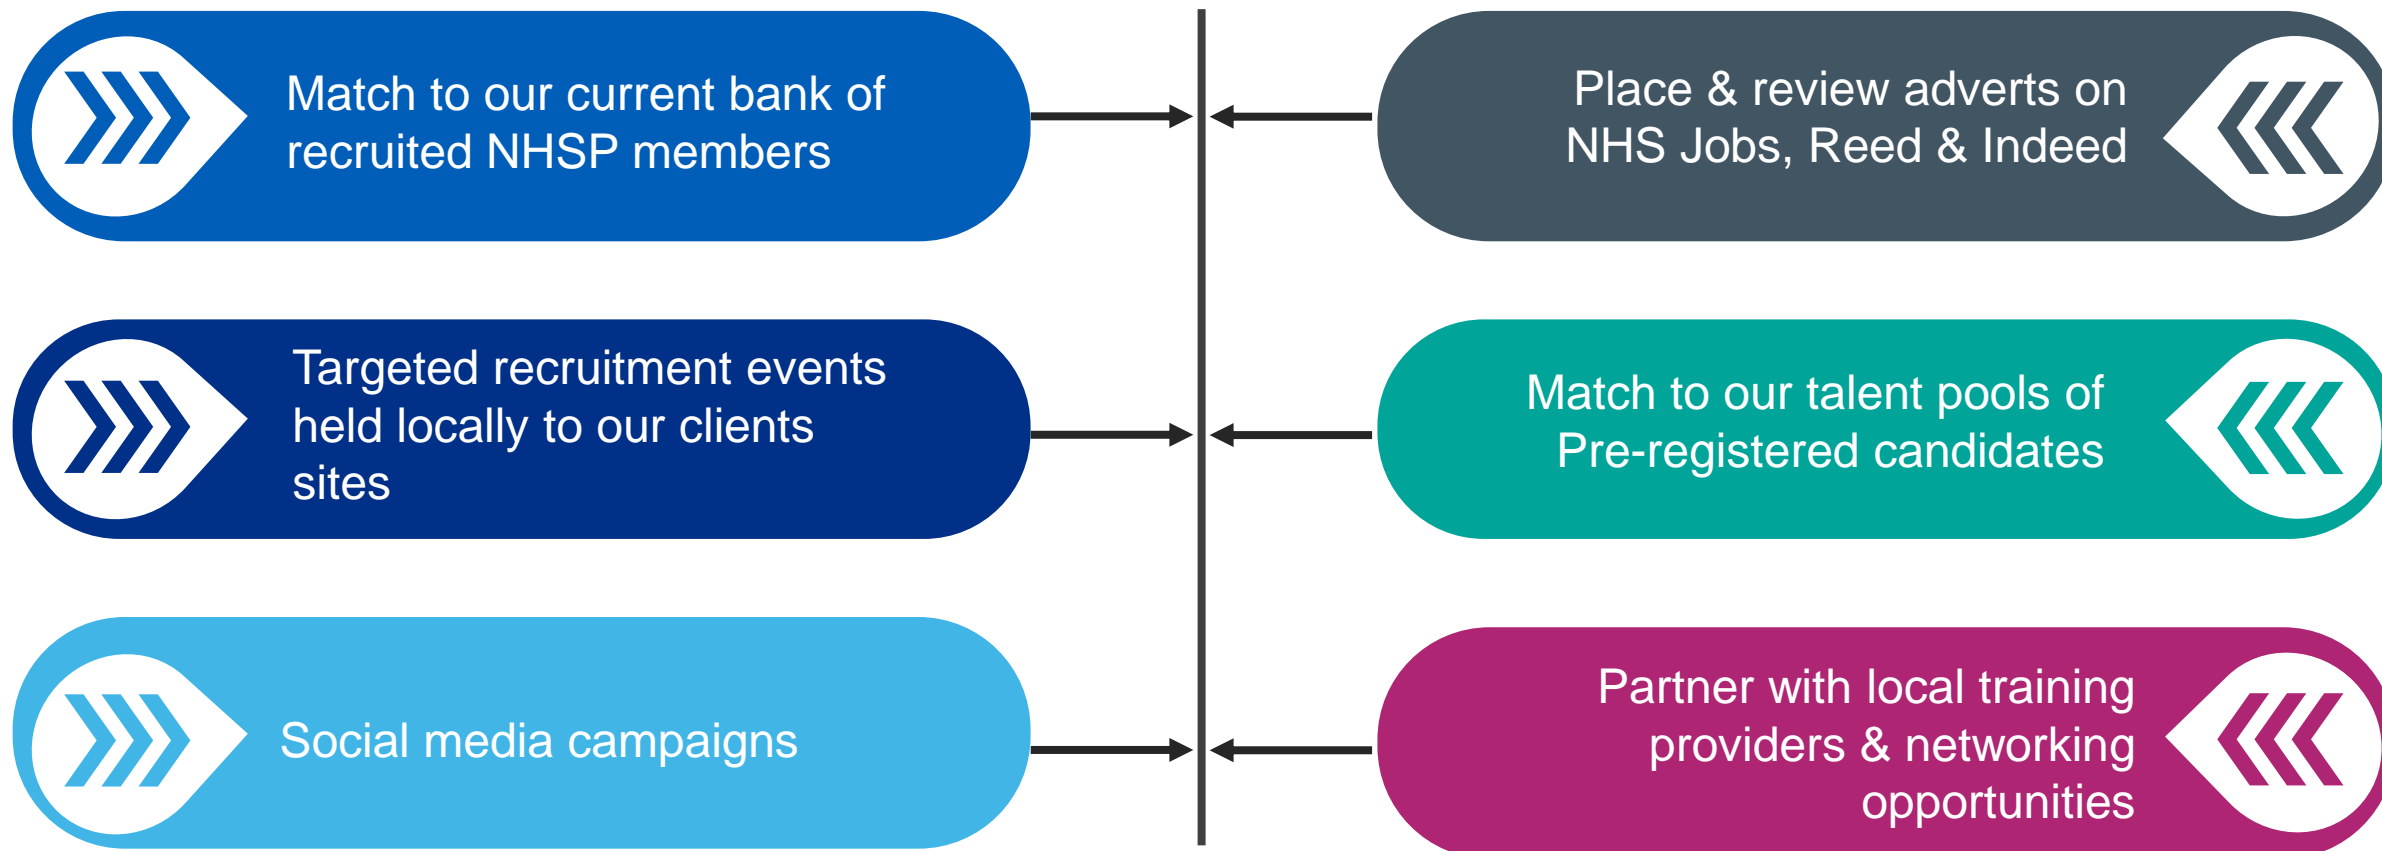 Match to our current bank of
recruited NHSP members
Place & review adverts on
NHS Jobs, Reed & Indeed
Targeted recruitment events
held locally to our clients
sites
Match to our talent pools of
Pre-registered candidates
Social media campaigns
Partner with local training
providers & networking
opportunities